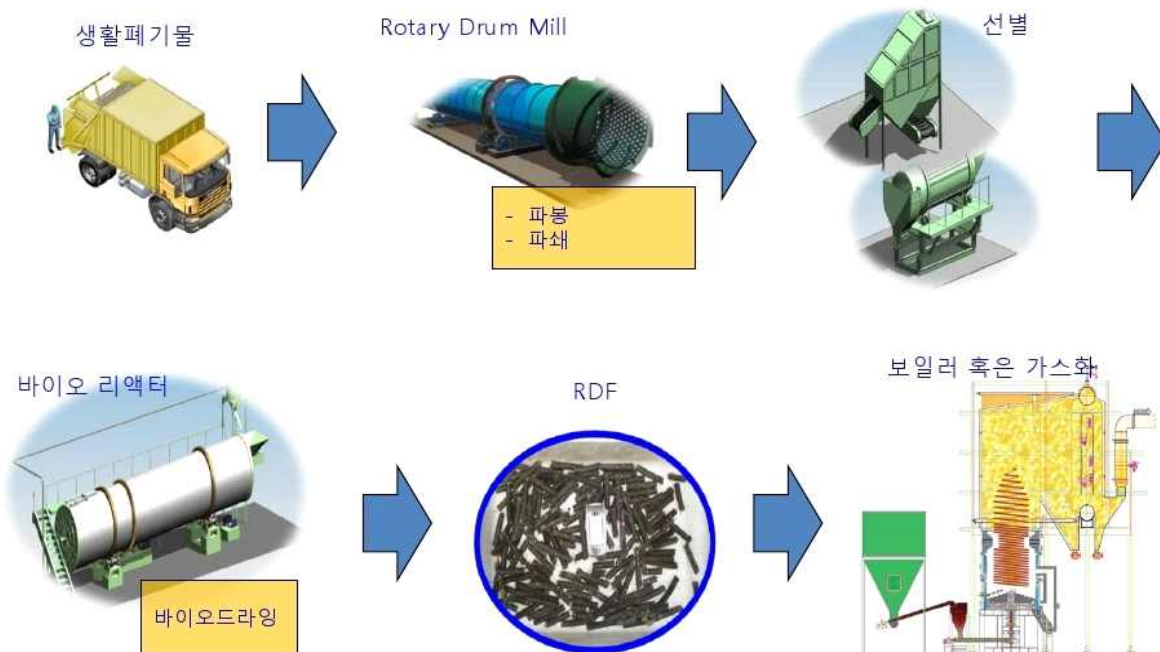 생활폐기물
Rotary Drum Mill
선별
- 파봉
- 파쇄
바이오 리액터
RDF
보일러 혹은 가스화
바이오드라잉